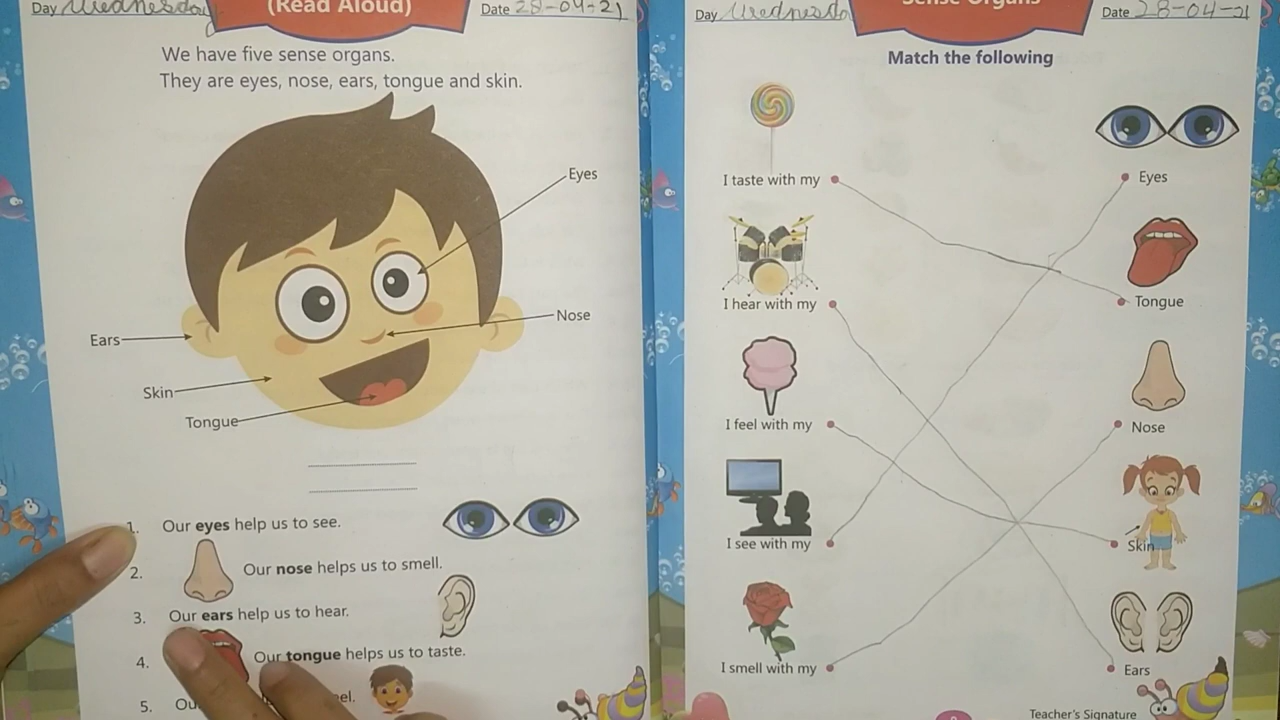 Day Wednesday
(Read Aloud)
Date 28-04-21
We have five sense organs.
They are eyes, nose, ears, tongue and skin.
Eyes
Nose
Ears
Skin
Tongue
1. Our eyes help us to see.
2. Our nose helps us to smell.
3. Our ears help us to hear.
4. Our tongue helps us to taste.
5.
Day Wednesda
Sense Organs
Date 28-04-21
Match the following
I taste with my
Eyes
I hear with my
Tongue
I feel with my
Nose
I see with my
Skin
I smell with my
Ears
Teacher's Signature